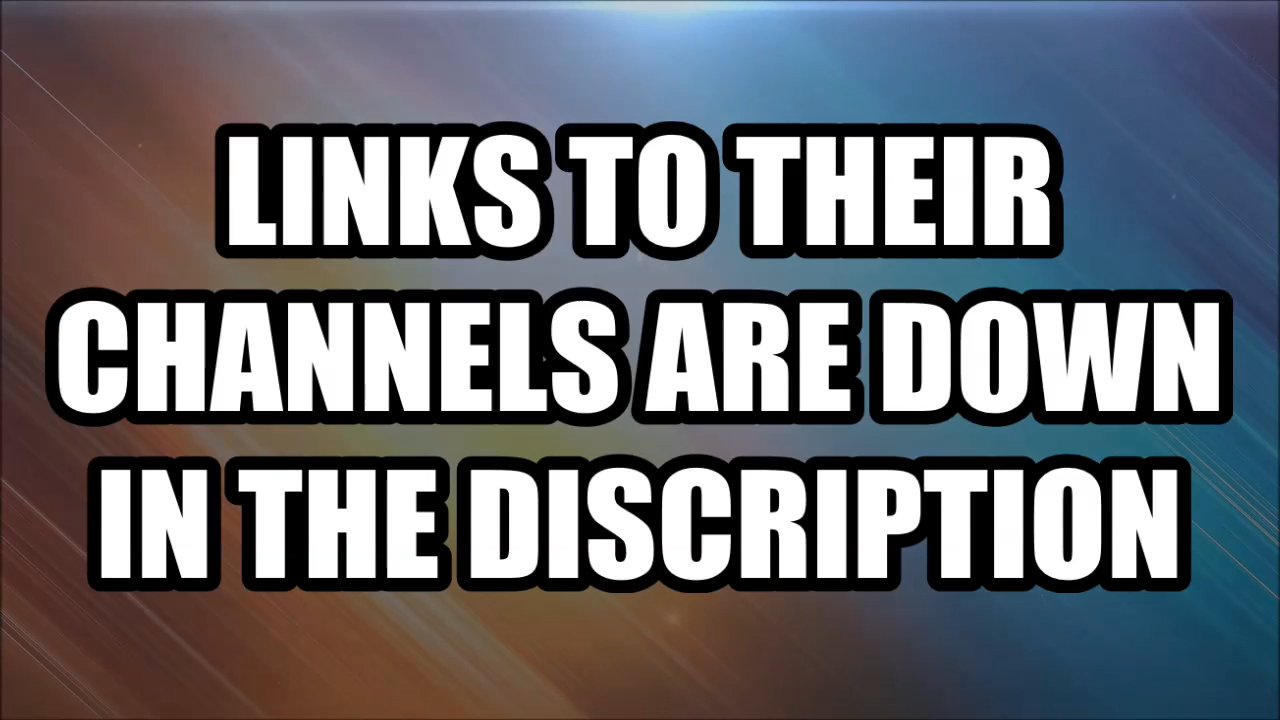 LINKS TO THEIR
CHANNELS ARE DOWN
IN THE DISCRIPTION